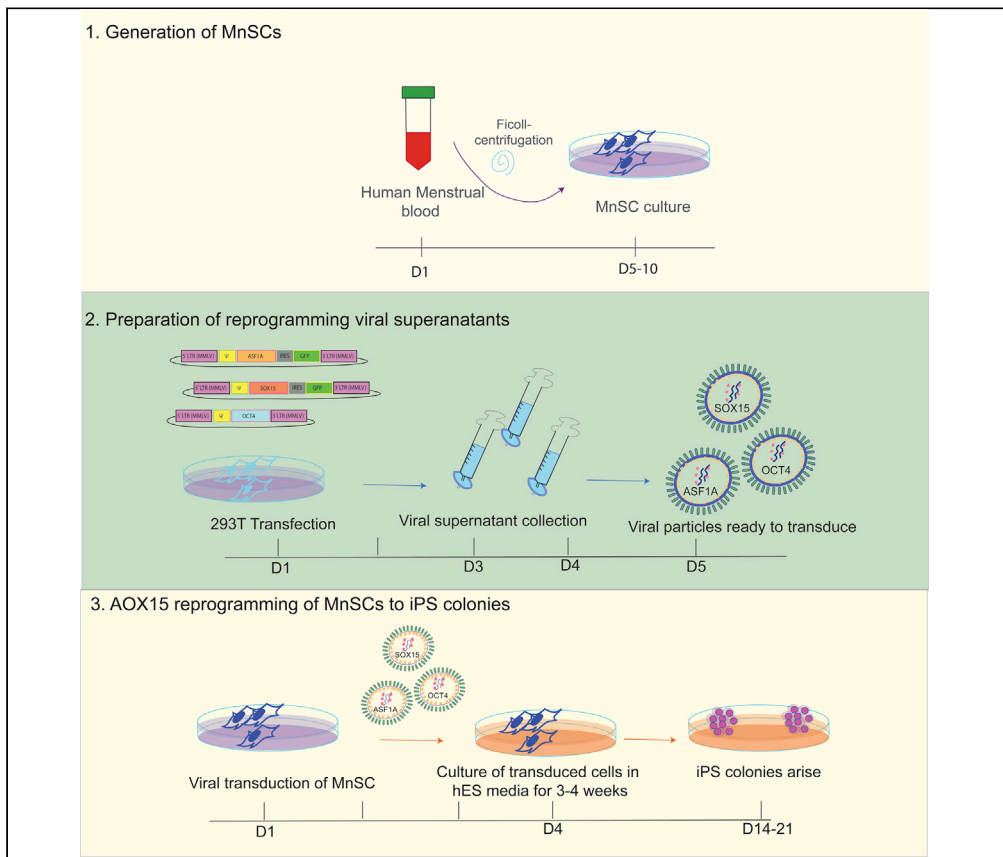 1. Generation of MnSCs
Ficoll-
centrifugation
Human Menstrual
blood
MnSC culture
D1
D5-10
2. Preparation of reprogramming viral superanatants
5' LTR (MMLV) Ψ ASF1A IRES GFP 3' LTR (MMLV)
5' LTR (MMLV) Ψ SOX15 IRES GFP 3' LTR (MMLV)
5' LTR (MMLV) Ψ OCT4 3' LTR (MMLV)
SOX15
OCT4
ASF1A
293T Transfection
Viral supernatant collection
Viral particles ready to transduce
D1
D3
D4
D5
3. AOX15 reprogramming of MnSCs to iPS colonies
SOX15
OCT4
ASF1A
Viral transduction of MnSC
Culture of transduced cells in
hES media for 3-4 weeks
iPS colonies arise
D1
D4
D14-21